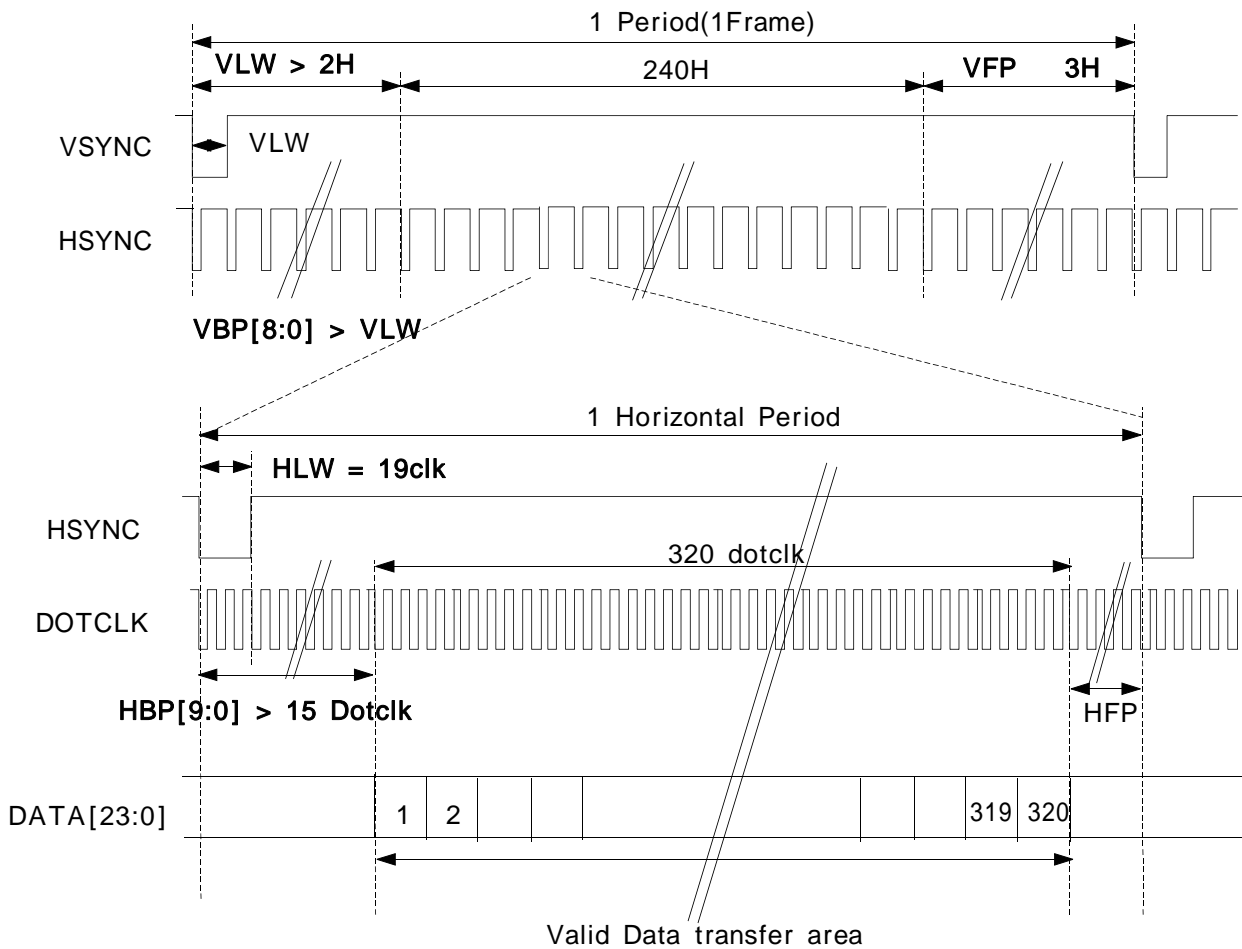 1 Period(1Frame)
VLW > 2H
240H
VFP 3H
VSYNC
VLW
HSYNC
VBP[8:0] > VLW
1 Horizontal Period
HLW = 19clk
HSYNC
320 dotclk
DOTCLK
HBP[9:0] > 15 Dotclk
HFP
DATA[23:0]
1
2
319
320
Valid Data transfer area